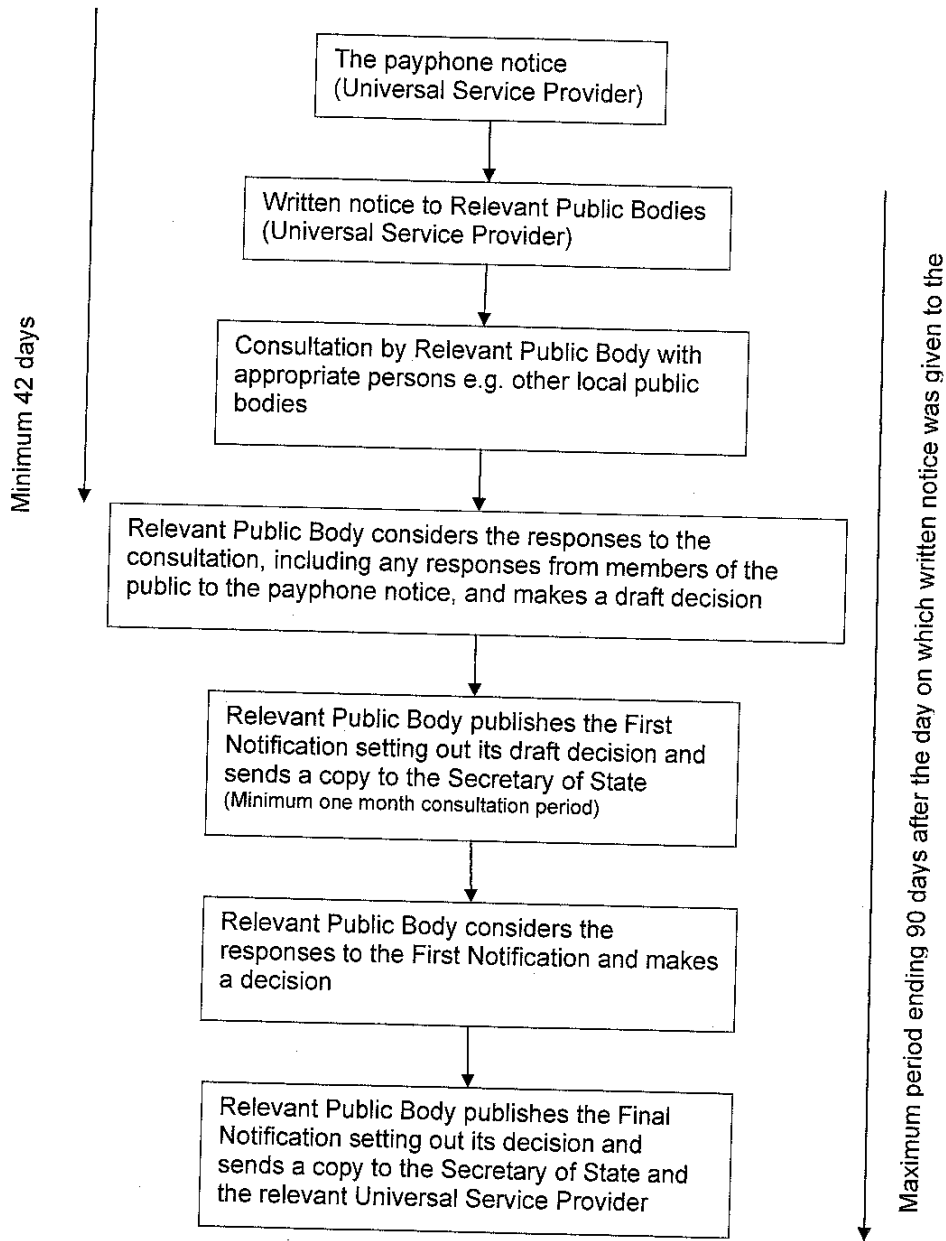 The payphone notice
(Universal Service Provider)
Written notice to Relevant Public Bodies
(Universal Service Provider)
Consultation by Relevant Public Body with
appropriate persons e.g. other local public
bodies
Minimum 42 days
Relevant Public Body considers the responses to the
consultation, including any responses from members of the
public to the payphone notice, and makes a draft decision
Relevant Public Body publishes the First
Notification setting out its draft decision and
sends a copy to the Secretary of State
(Minimum one month consultation period)
Relevant Public Body considers the
responses to the First Notification and makes
a decision
Relevant Public Body publishes the Final
Notification setting out its decision and
sends a copy to the Secretary of State and
the relevant Universal Service Provider
Maximum period ending 90 days after the day on which written notice was given to the